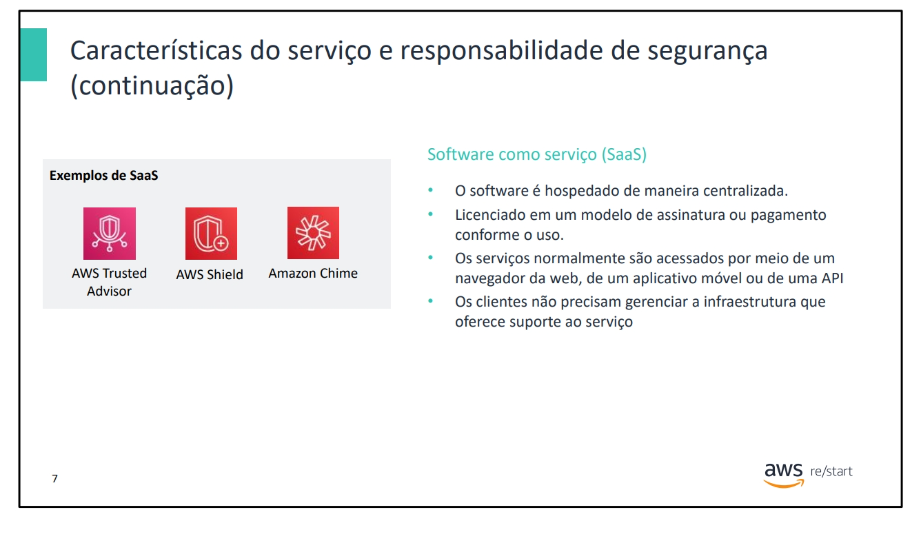 Características do serviço e responsabilidade de segurança
(continuação)
Exemplos de SaaS
AWS Trusted
Advisor
AWS Shield
Amazon Chime
Software como serviço (SaaS)
• O software é hospedado de maneira centralizada.
• Licenciado em um modelo de assinatura ou pagamento
conforme o uso.
• Os serviços normalmente são acessados por meio de um
navegador da web, de um aplicativo móvel ou de uma API
• Os clientes não precisam gerenciar a infraestrutura que
oferece suporte ao serviço
7
aws re/start